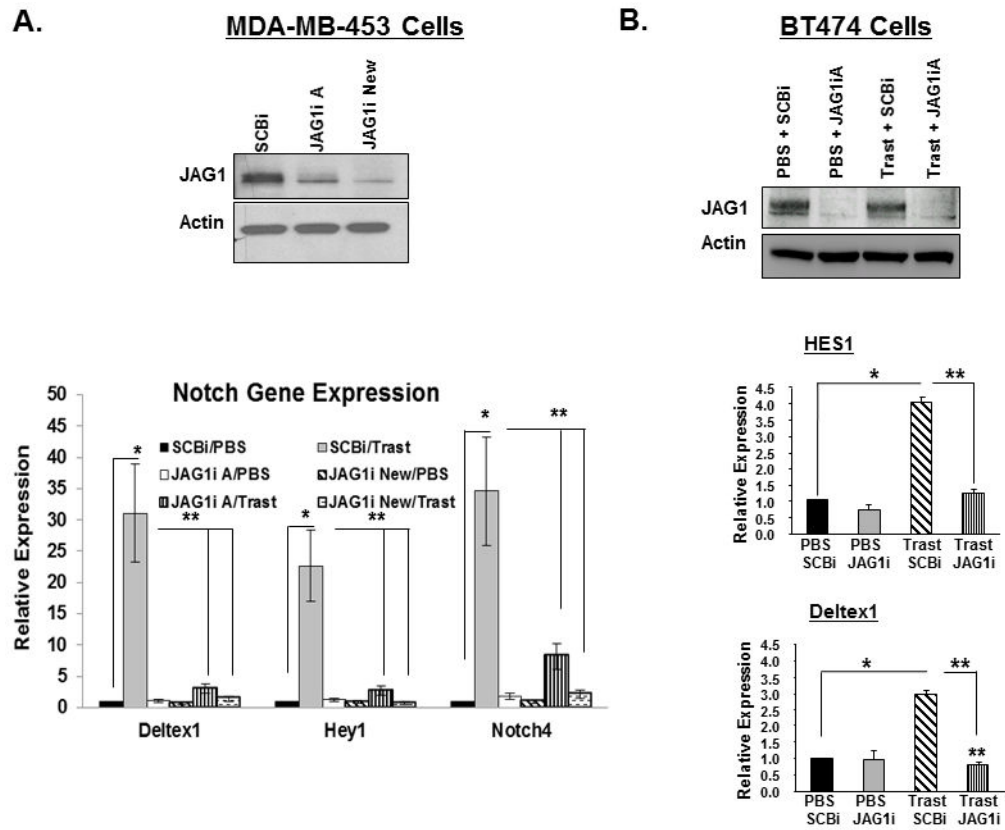 A.
MDA-MB-453 Cells
SCBi
JAG1i A
JAG1i New
JAG1
Actin
Notch Gene Expression
Relative Expression
50
45
40
35
30
25
20
15
10
5
0
SCBi/PBS
SCBi/Trast
JAG1i A/PBS
JAG1i New/PBS
JAG1i A/Trast
JAG1i New/Trast
*
**
*
**
*
**
Deltex1
Hey1
Notch4
B.
BT474 Cells
PBS + SCBi
PBS + JAG1iA
Trast + SCBi
Trast + JAG1iA
JAG1
Actin
HES1
* **
Relative Expression
4.5
4.0
3.5
3.0
2.5
2.0
1.5
1.0
0.5
0.0
PBS PBS Trast Trast
SCBi JAG1i SCBi JAG1i
Deltex1
* **
**
Relative Expression
4.5
4.0
3.5
3.0
2.5
2.0
1.5
1.0
0.5
0.0
PBS PBS Trast Trast
SCBi JAG1i SCBi JAG1i